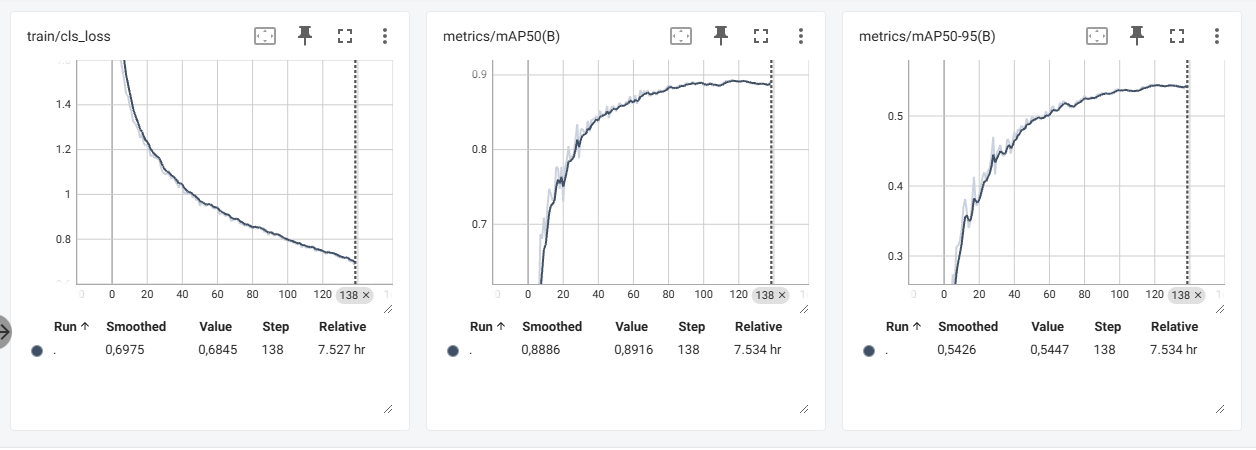 train/cls_loss
metrics/mAP50(B)
metrics/mAP50-95(B)
1.4
1.2
1
0.8
0 20 40 60 80 100 120 138 ×
Run ↑ Smoothed Value Step Relative
. 0,6975 0,6845 138 7.527 hr
0.9
0.8
0.7
0 20 40 60 80 100 120 138 ×
Run ↑ Smoothed Value Step Relative
. 0,8886 0,8916 138 7.534 hr
0.5
0.4
0.3
0 20 40 60 80 100 120 138 ×
Run ↑ Smoothed Value Step Relative
. 0,5426 0,5447 138 7.534 hr